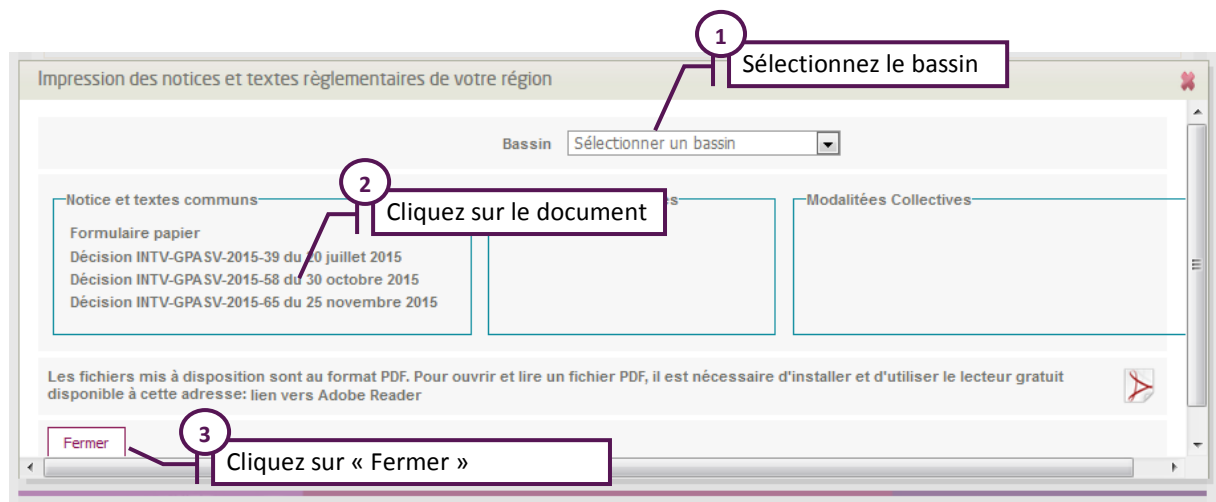 1
Sélectionnez le bassin
Impression des notices et textes règlementaires de votre région
Bassin Sélectionner un bassin
2
Cliquez sur le document
Notice et textes communs
Modalitées Collectives
Formulaire papier
Décision INTV-GPASV-2015-39 du 20 juillet 2015
Décision INTV-GPASV-2015-58 du 30 octobre 2015
Décision INTV-GPASV-2015-65 du 25 novembre 2015
Les fichiers mis à disposition sont au format PDF. Pour ouvrir et lire un fichier PDF, il est nécessaire d'installer et d'utiliser le lecteur gratuit
disponible à cette adresse: lien vers Adobe Reader
Fermer
3
Cliquez sur « Fermer »